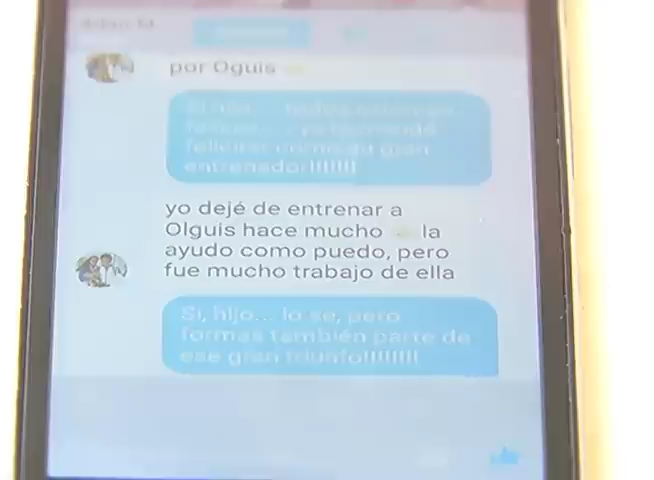 por Oguis
felicitar como su gran
entrenador!!!!!!!
yo dejé de entrenar a
Olguis hace mucho la
ayudo como puedo, pero
fue mucho trabajo de ella
Si, hijo... lo se, pero
formas también parte de
ese gran triunfo!!!!!!!!